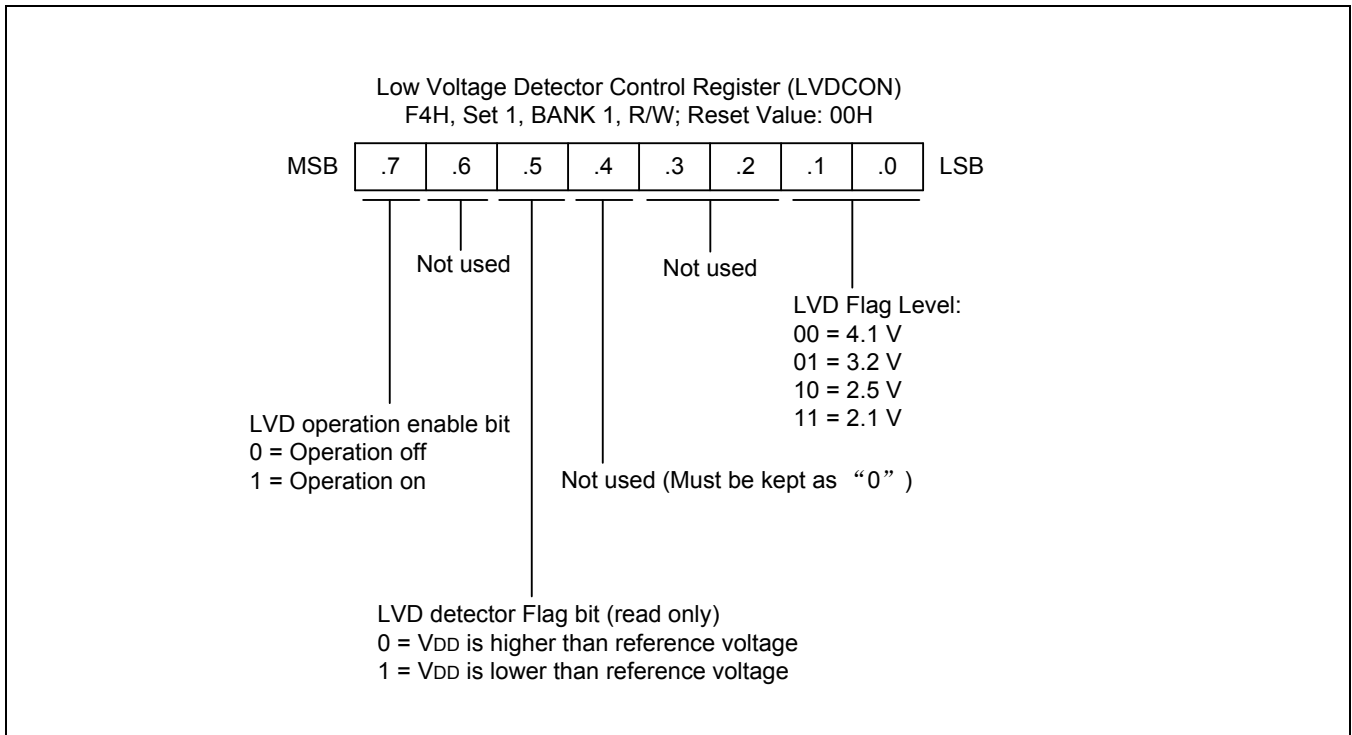 Low Voltage Detector Control Register (LVDCON)
F4H, Set 1, BANK 1, R/W; Reset Value: 00H
MSB .7 .6 .5 .4 .3 .2 .1 .0 LSB
Not used
Not used
LVD Flag Level:
00 = 4.1 V
01 = 3.2 V
10 = 2.5 V
11 = 2.1 V
LVD operation enable bit
0 = Operation off
1 = Operation on
Not used (Must be kept as “0” )
LVD detector Flag bit (read only)
0 = VDD is higher than reference voltage
1 = VDD is lower than reference voltage